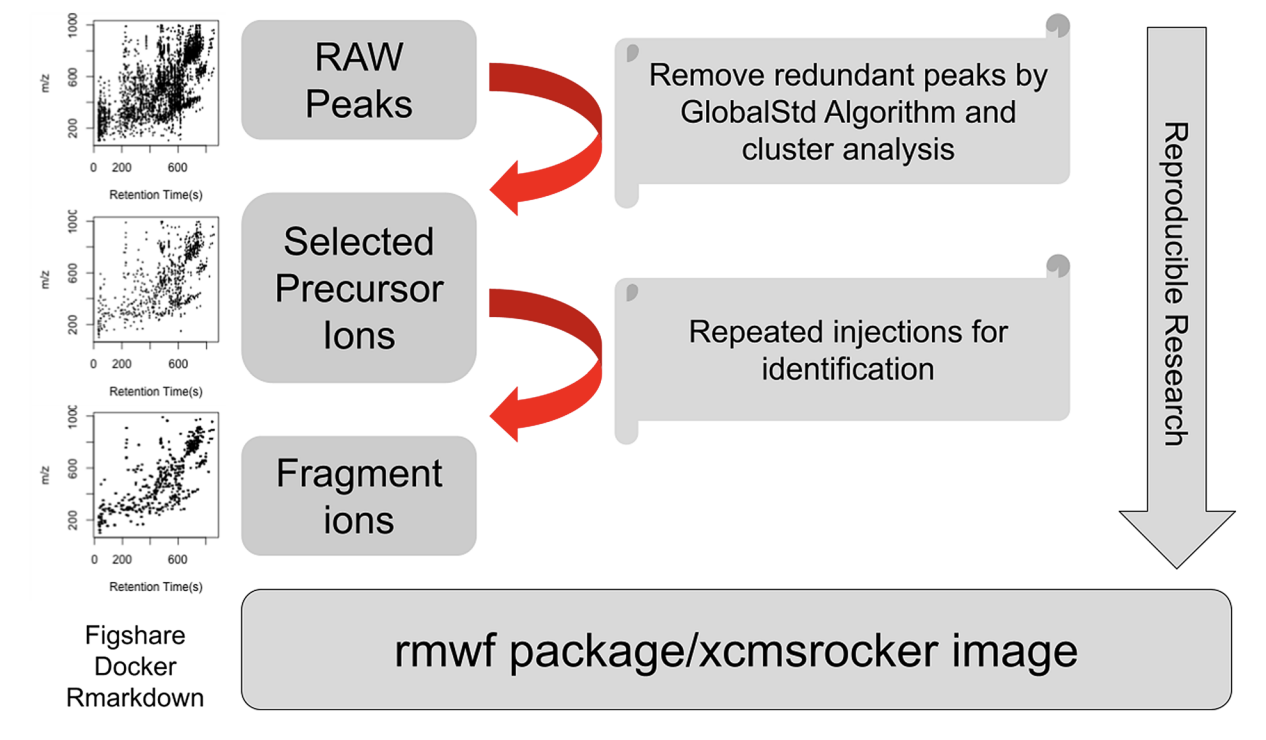 1000
600
200
m/z
0 200 600
Retention Time(s)
RAW
Peaks
Remove redundant peaks by
GlobalStd Algorithm and
cluster analysis
Reproducible Research
600
200
m/z
0 200 600
Retention Time(s)
Selected
Precursor
Ions
Repeated injections for
identification
600
200
m/z
0 200 600
Retention Time(s)
Fragment
ions
Figshare
Docker
Rmarkdown
rmwf package/xcmsrocker image